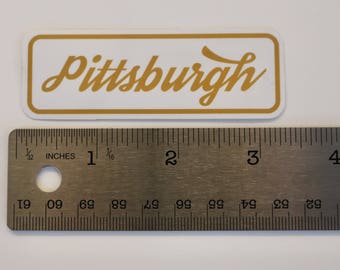 Pittsburgh
1/32 INCHES 1 1/16 2 3 4
61 60 59 58 57 56 55 54 53 52